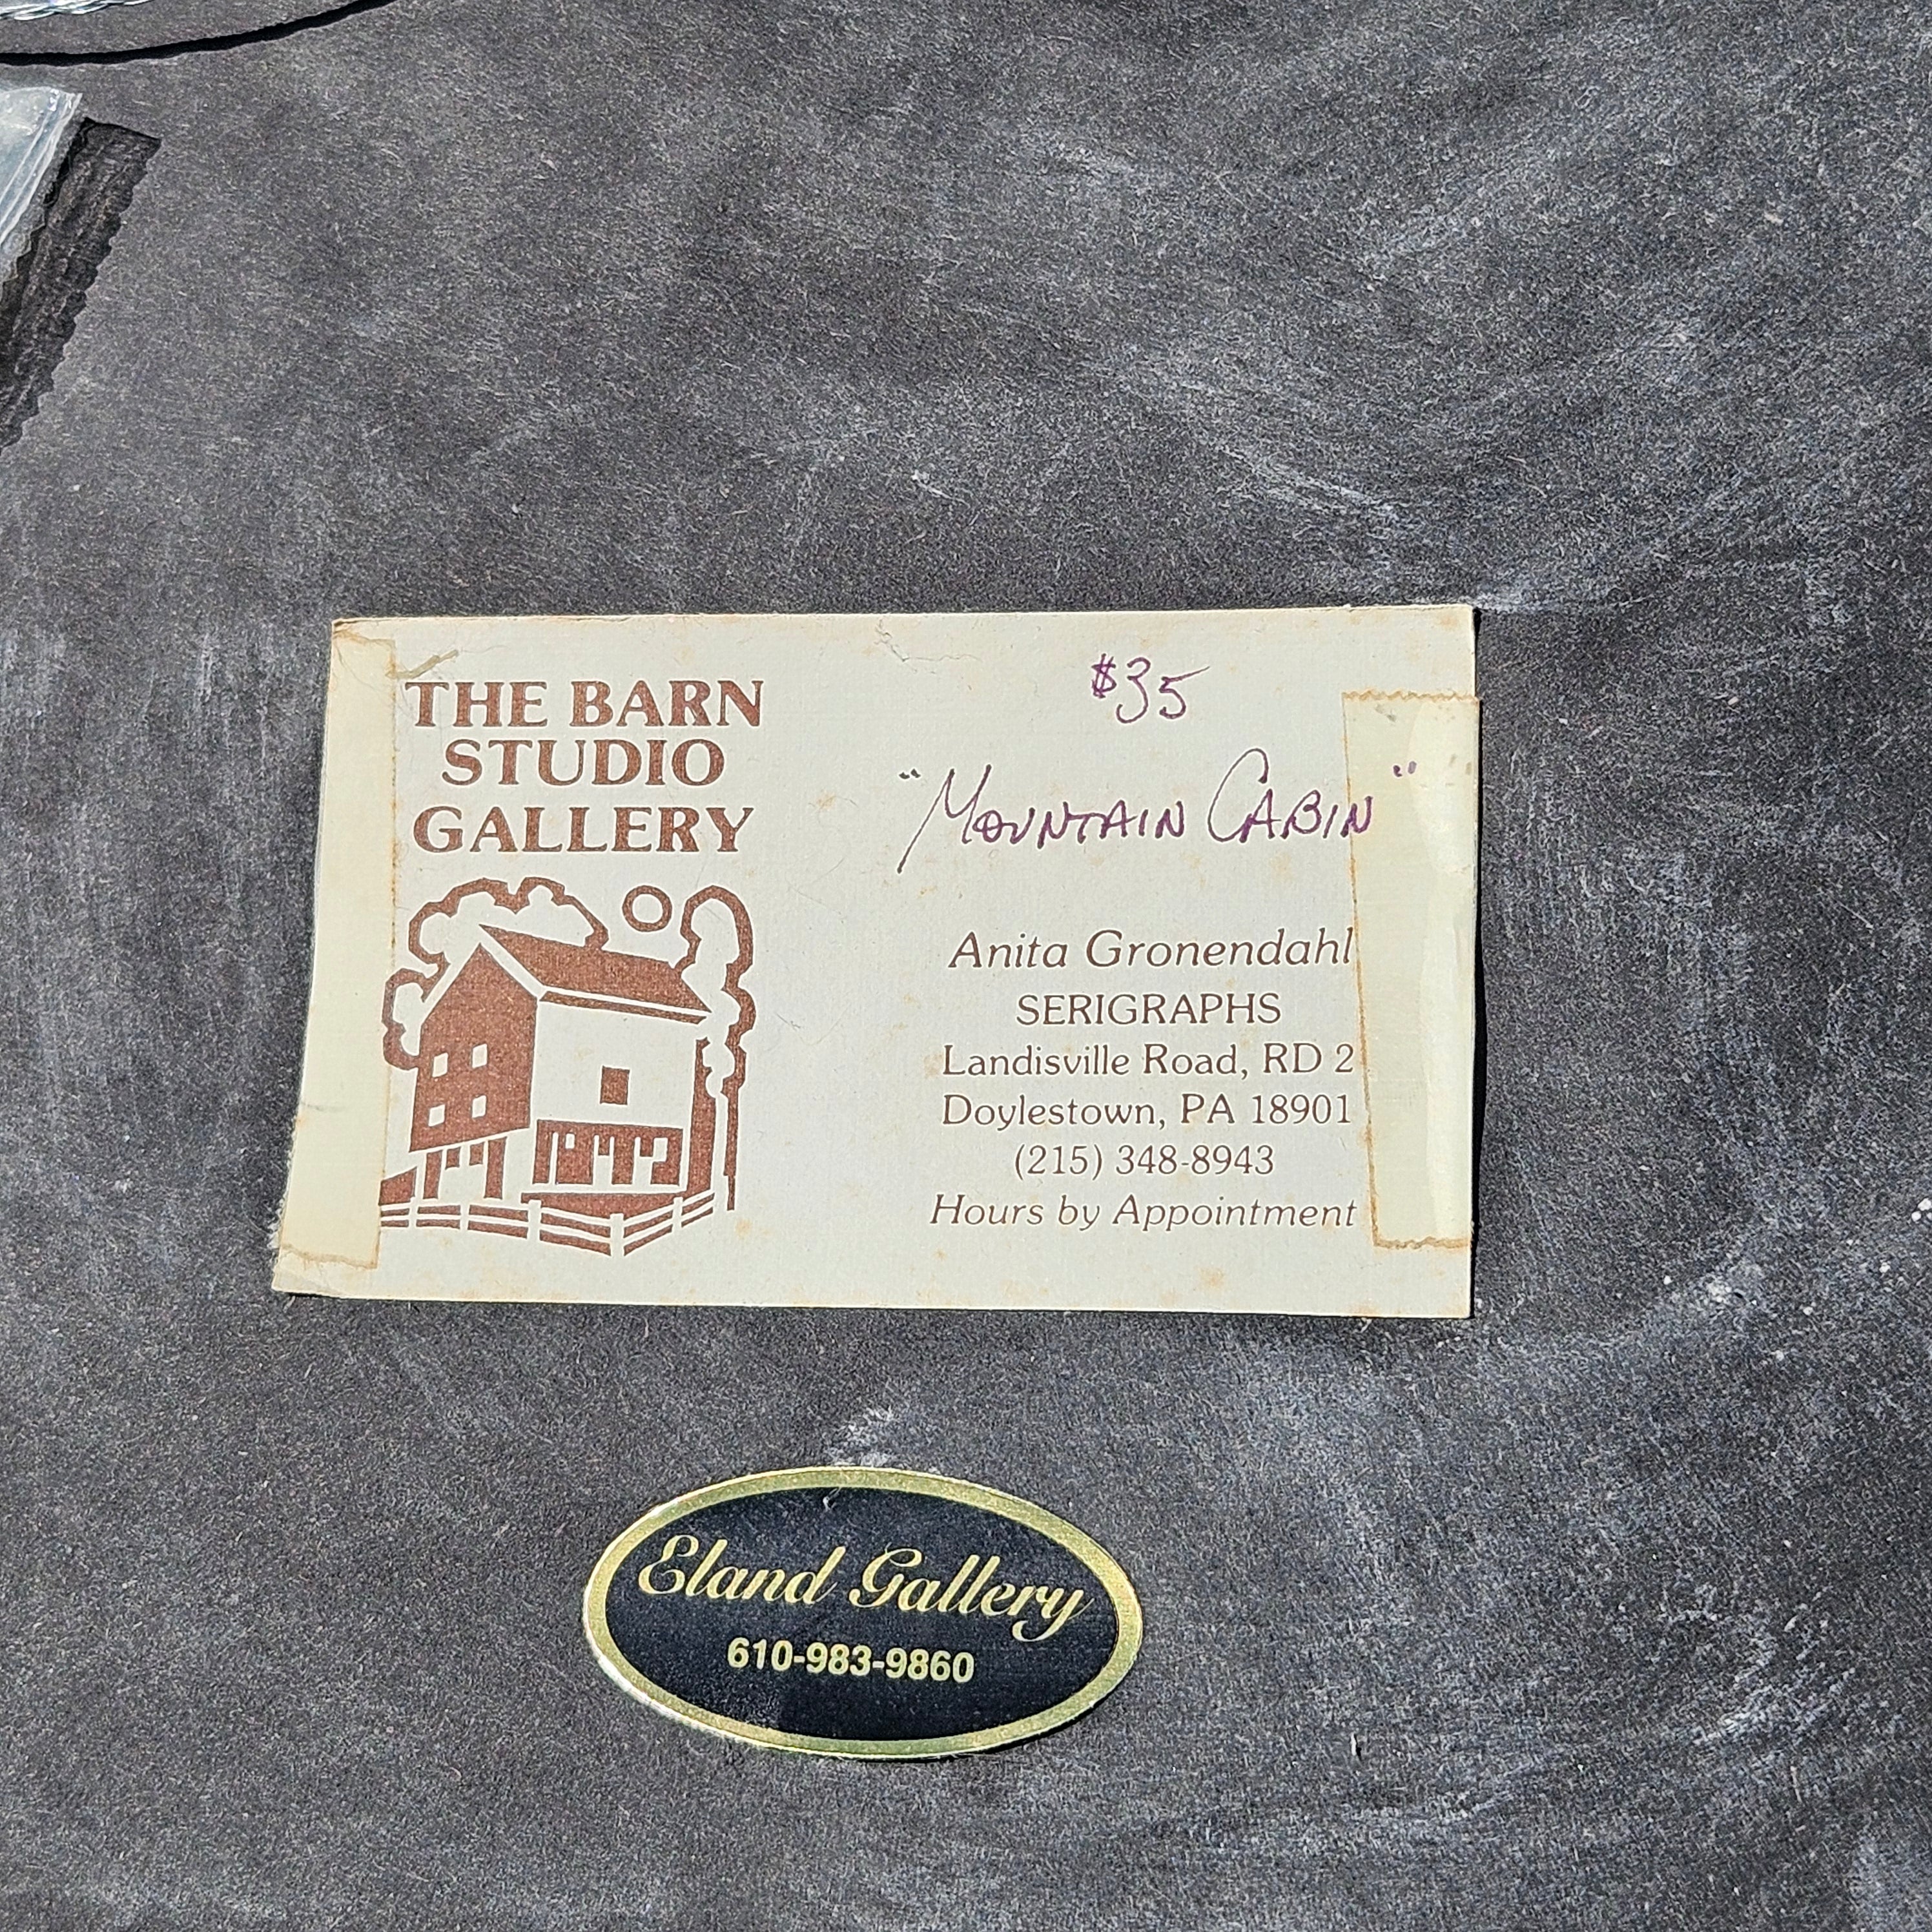 THE BARN
STUDIO
GALLERY
$35
"Mountain Cabin"
Anita Gronendahl
SERIGRAPHS
Landisville Road, RD 2
Doylestown, PA 18901
(215) 348-8943
Hours by Appointment
Eland Gallery
610-983-9860